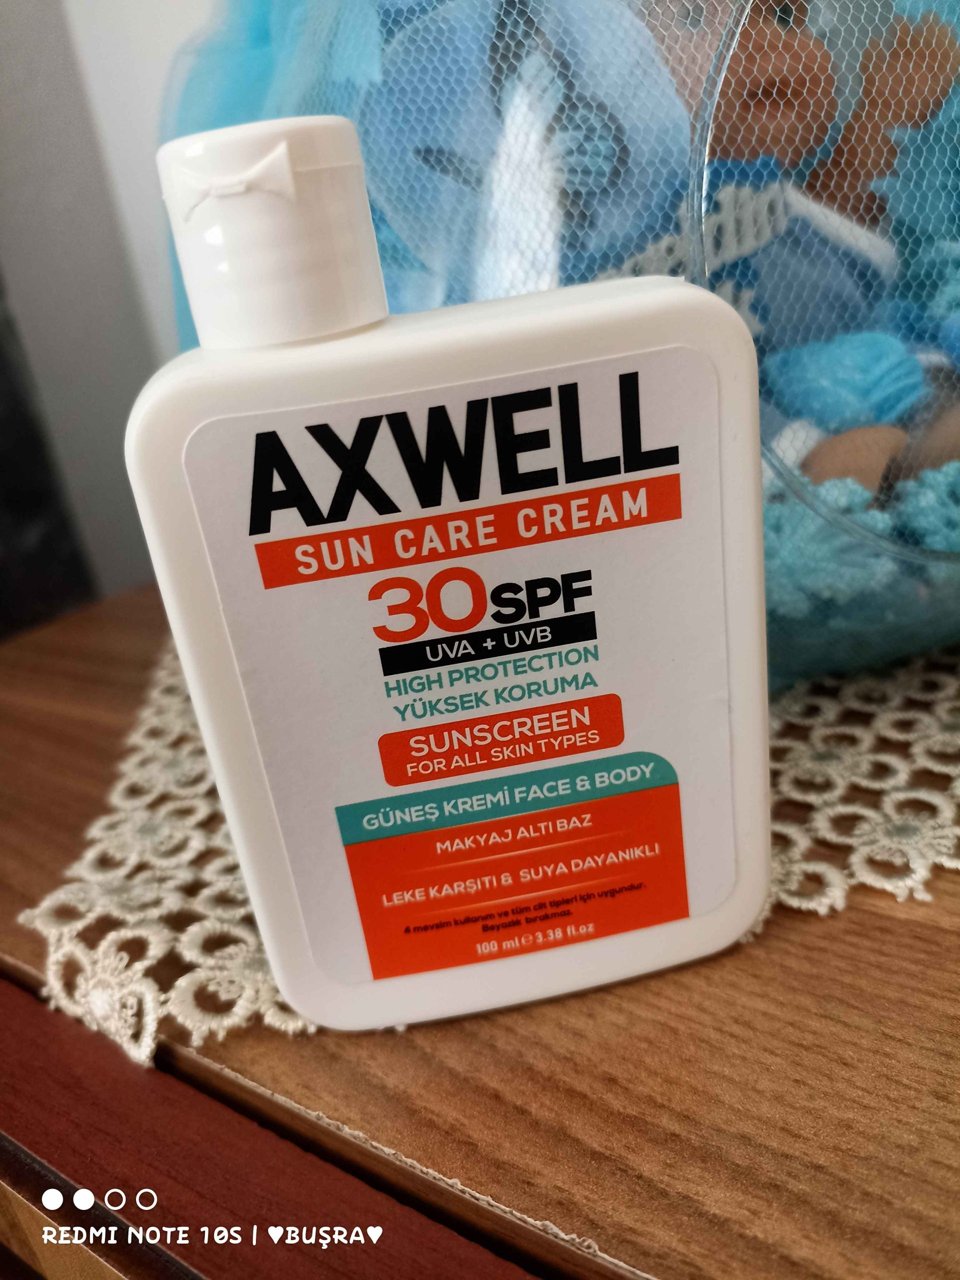 AXWELL
SUN CARE CREAM
30 SPF
UVA + UVB
HIGH PROTECTION
YÜKSEK KORUMA
SUNSCREEN
FOR ALL SKIN TYPES
GÜNEŞ KREMİ FACE & BODY
MAKYAJ ALTI BAZ
LEKE KARŞITI & SUYA DAYANIKLI
4 mevsim kullanım ve tüm cilt tipleri için uygundur.
Beyazlık bırakmaz.
100 ml ℮ 3.38 fl.oz
REDMI NOTE 10S | ♥BUŞRA♥